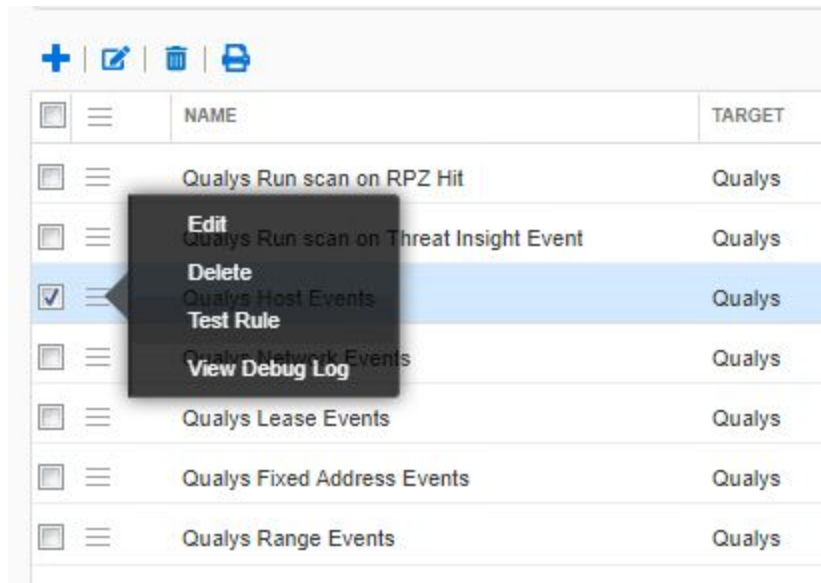 NAME TARGET
Qualys Run scan on RPZ Hit Qualys
Edit
Qualys Run scan on Threat Insight Event Qualys
Delete
Qualys Host Events Qualys
Test Rule
Qualys Network Events Qualys
View Debug Log
Qualys Lease Events Qualys
Qualys Fixed Address Events Qualys
Qualys Range Events Qualys